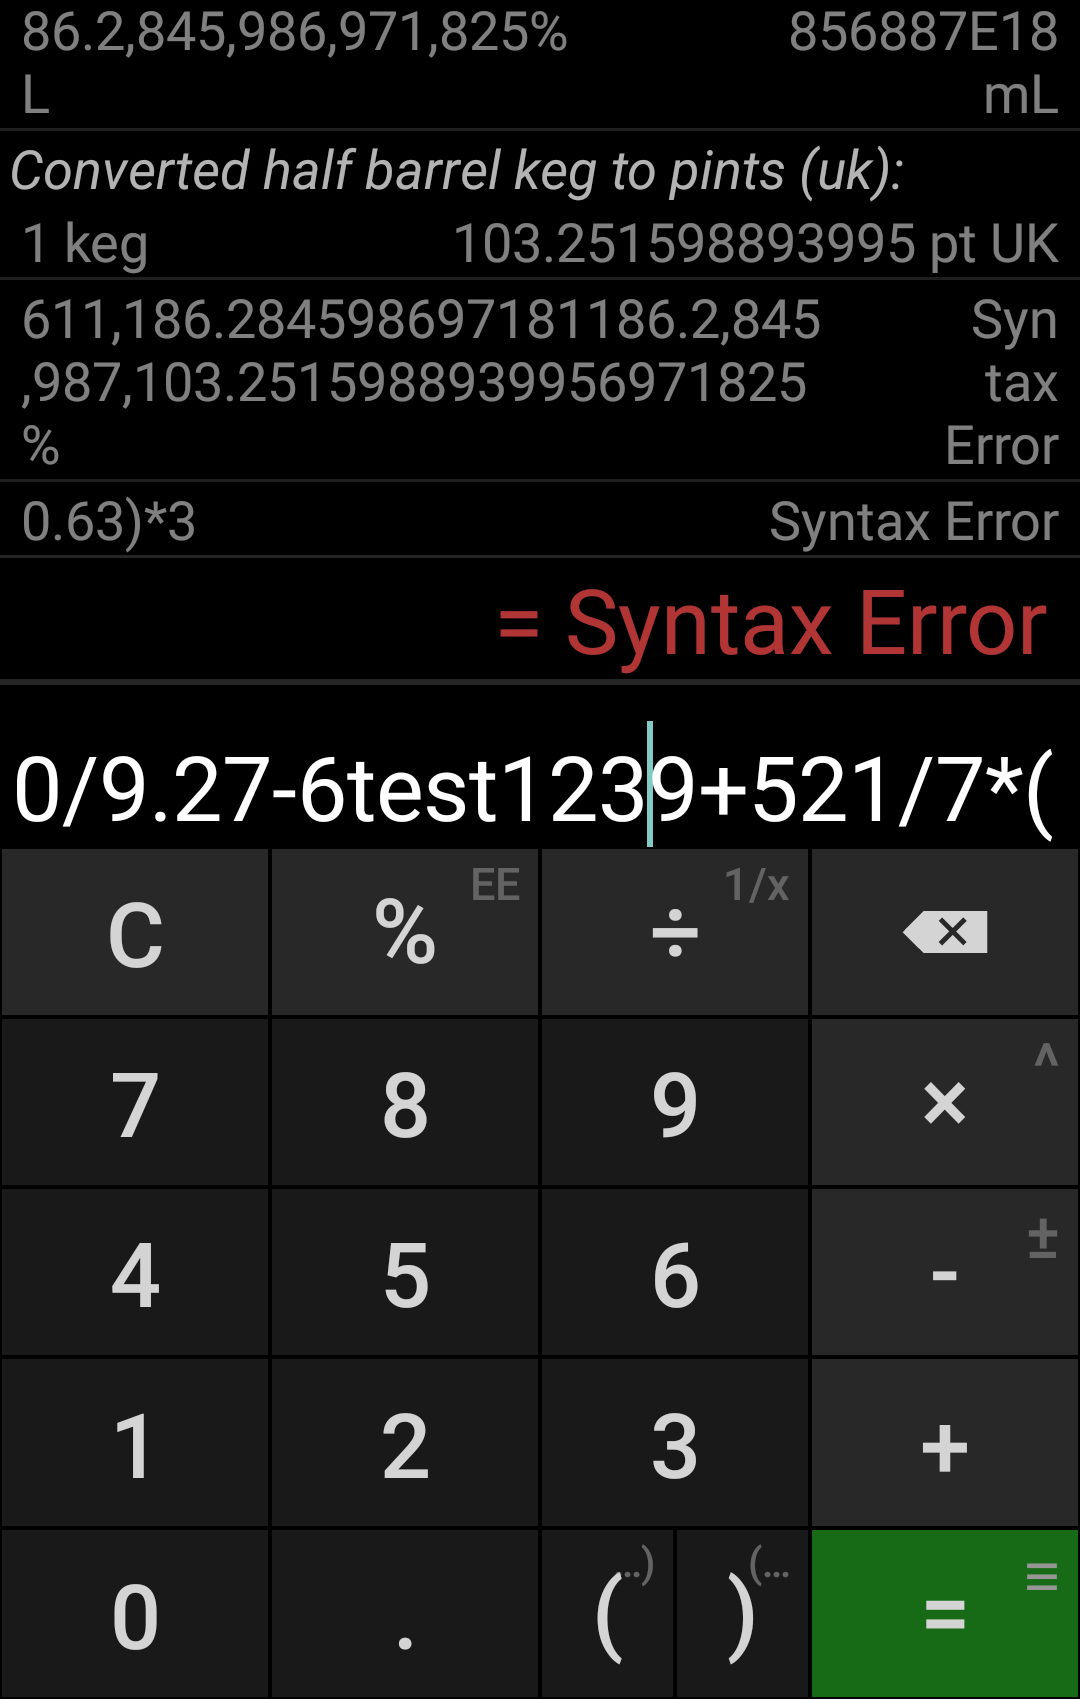 86.2,845,986,971,825% 856887E18
L mL
Converted half barrel keg to pints (uk):
1 keg 103.251598893995 pt UK
611,186.284598697181186.2,845 Syn
,987,103.2515988939956971825 tax
% Error
0.63)*3 Syntax Error
= Syntax Error
0/9.27-6test1239+521/7*(
C % EE ÷ 1/x
7 8 9 × ^
4 5 6 - ±
1 2 3 +
0 . ( ..) ) (... = ≡